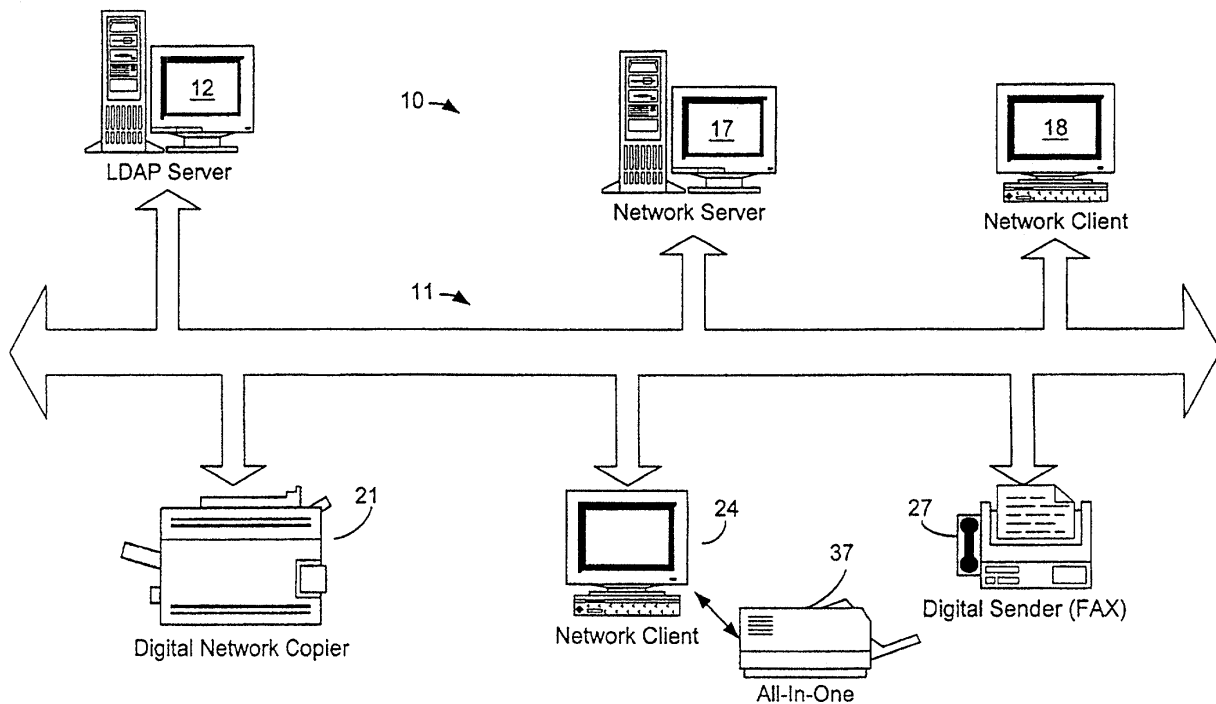 12
LDAP Server
10
17
Network Server
18
Network Client
11
21
Digital Network Copier
24
Network Client
37
All-In-One
27
Digital Sender (FAX)